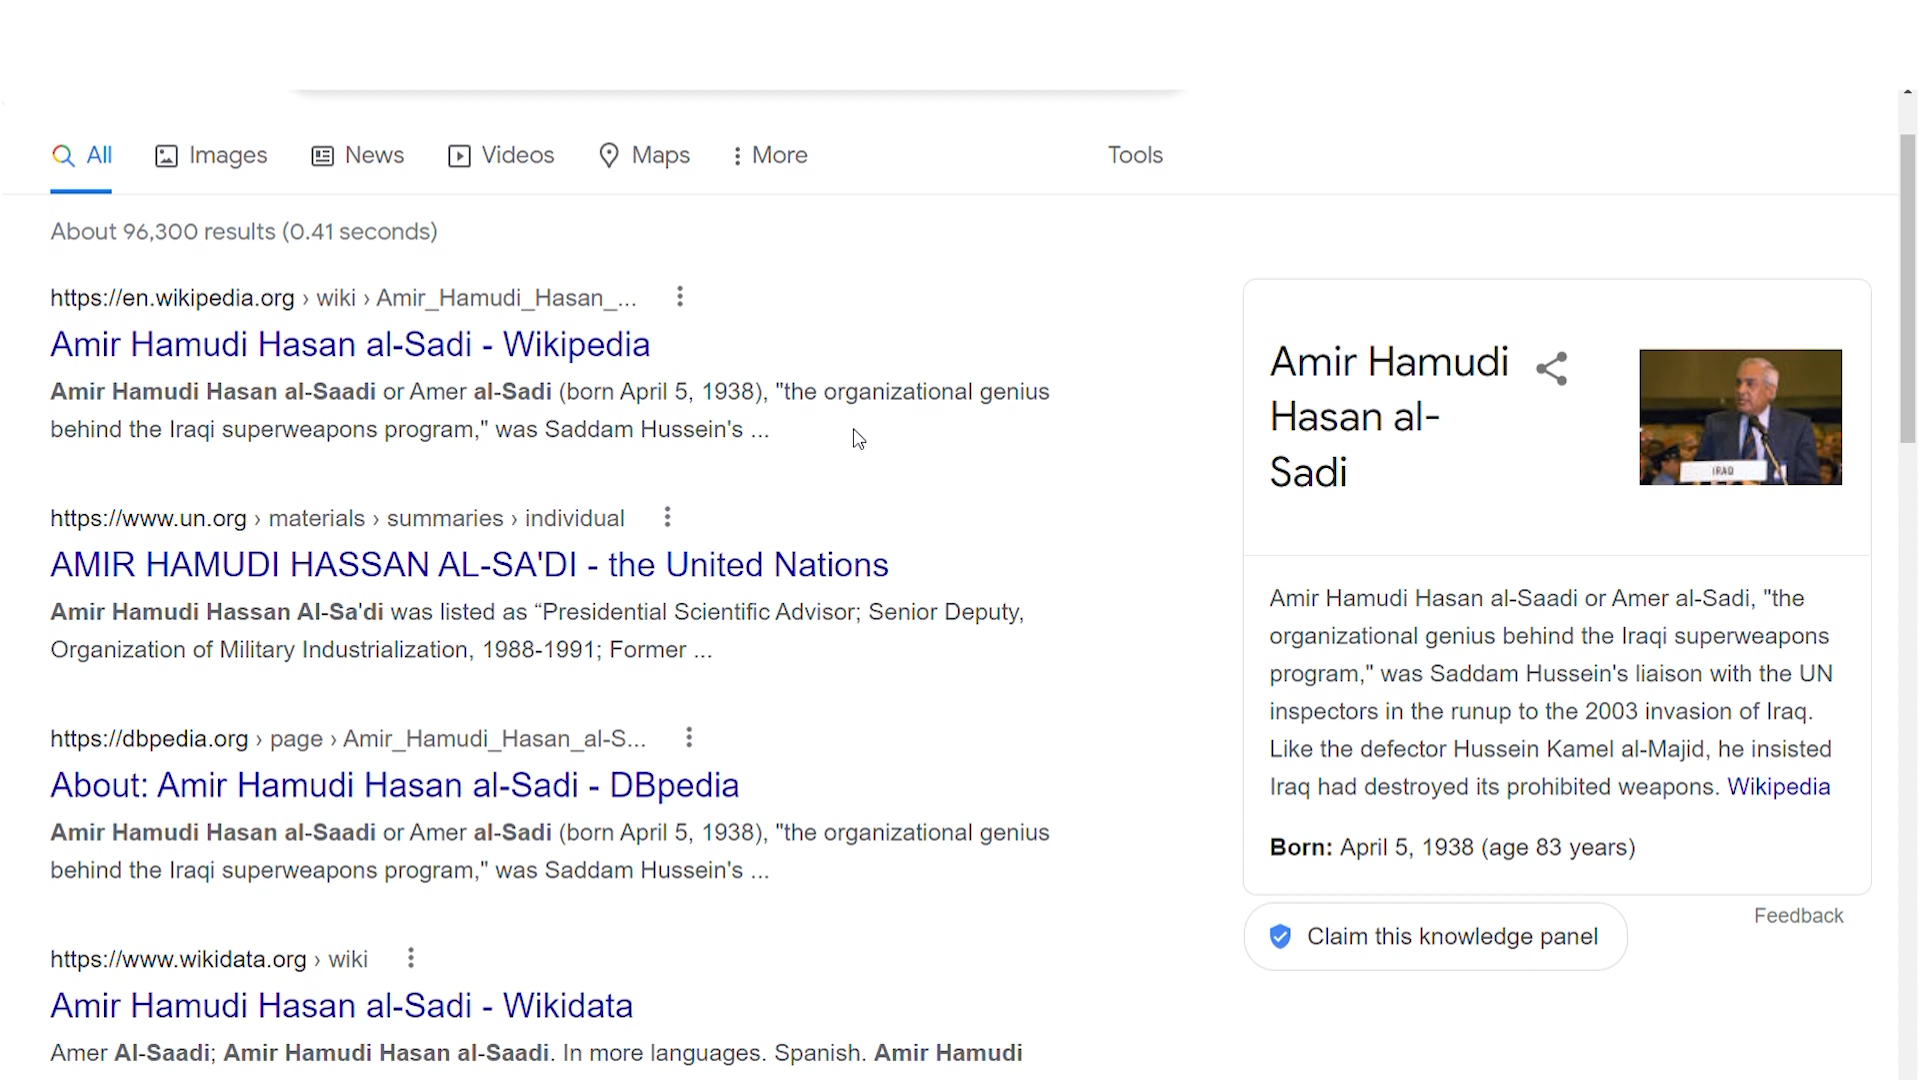 All
Images
News
Videos
Maps
More
Tools
About 96,300 results (0.41 seconds)
https://en.wikipedia.org › wiki › Amir_Hamudi_Hasan_...
Amir Hamudi Hasan al-Sadi - Wikipedia
Amir Hamudi Hasan al-Saadi or Amer al-Sadi (born April 5, 1938), "the organizational genius
behind the Iraqi superweapons program," was Saddam Hussein's ...
https://www.un.org › materials › summaries › individual
AMIR HAMUDI HASSAN AL-SA'DI - the United Nations
Amir Hamudi Hassan Al-Sa'di was listed as “Presidential Scientific Advisor; Senior Deputy,
Organization of Military Industrialization, 1988-1991; Former ...
https://dbpedia.org › page › Amir_Hamudi_Hasan_al-S...
About: Amir Hamudi Hasan al-Sadi - DBpedia
Amir Hamudi Hasan al-Saadi or Amer al-Sadi (born April 5, 1938), "the organizational genius
behind the Iraqi superweapons program," was Saddam Hussein's ...
https://www.wikidata.org › wiki
Amir Hamudi Hasan al-Sadi - Wikidata
Amer Al-Saadi; Amir Hamudi Hasan al-Saadi. In more languages. Spanish. Amir Hamudi
Amir Hamudi
Hasan al-
Sadi
IRAQ
Amir Hamudi Hasan al-Saadi or Amer al-Sadi, "the
organizational genius behind the Iraqi superweapons
program," was Saddam Hussein's liaison with the UN
inspectors in the runup to the 2003 invasion of Iraq.
Like the defector Hussein Kamel al-Majid, he insisted
Iraq had destroyed its prohibited weapons. Wikipedia
Born: April 5, 1938 (age 83 years)
Feedback
Claim this knowledge panel